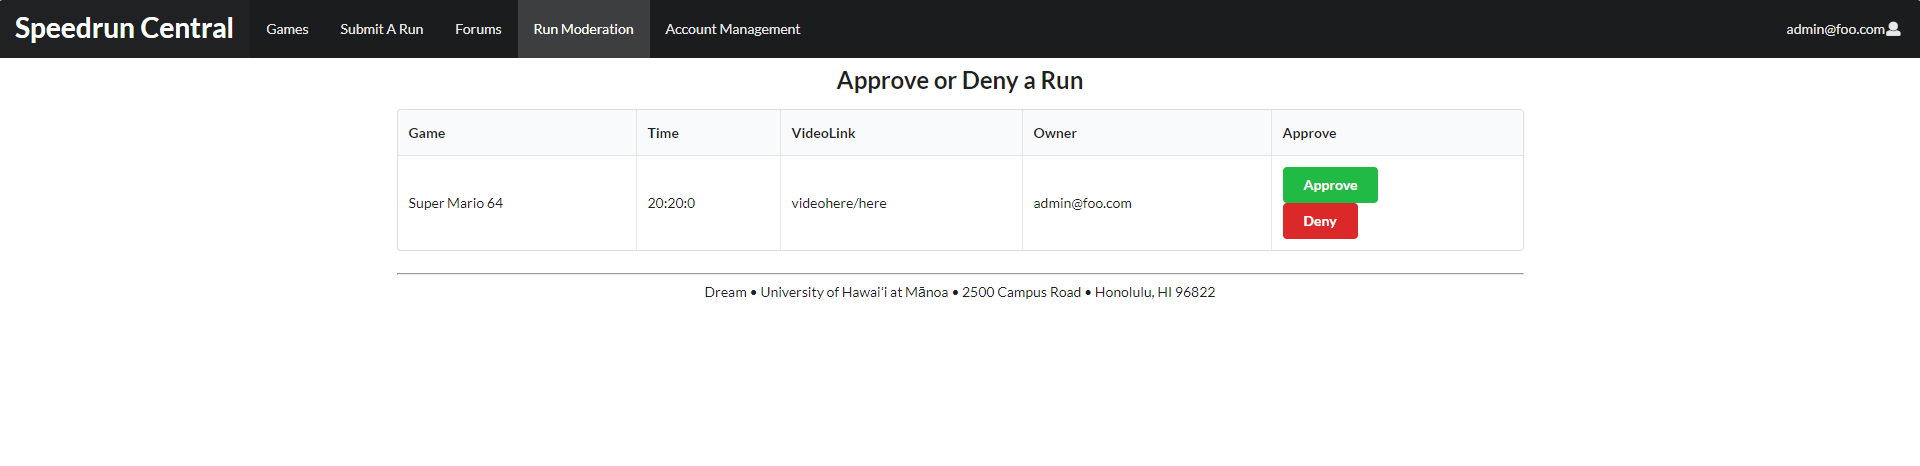 Speedrun Central Games Submit A Run Forums Run Moderation Account Management admin@foo.com
Approve or Deny a Run
Game Time VideoLink Owner Approve
Super Mario 64 20:20:0 videohere/here admin@foo.com Approve
Deny
Dream • University of Hawaiʻi at Mānoa • 2500 Campus Road • Honolulu, HI 96822